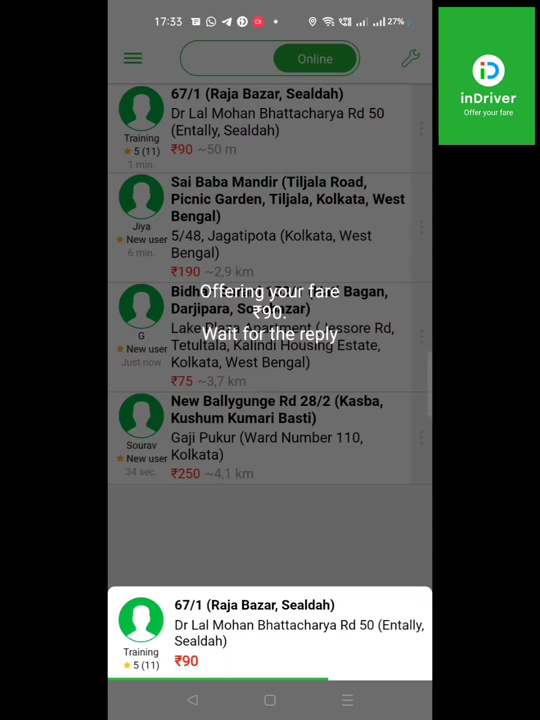 17:33
27%
Online
inDriver
Offer your fare
67/1 (Raja Bazar, Sealdah)
Dr Lal Mohan Bhattacharya Rd 50
(Entally, Sealdah)
₹90 ~50 m
Training
5 (11)
1 min.
Sai Baba Mandir (Tiljala Road,
Picnic Garden, Tiljala, Kolkata, West
Bengal)
5/48, Jagatipota (Kolkata, West
Bengal)
₹190 ~2,9 km
Jiya
New user
6 min.
Offering your fare
₹90.
Wait for the reply
Bagan,
Darjipara,
Lake Plaza Apartment (Jessore Rd,
Tetultala, Kalindi Housing Estate,
Kolkata, West Bengal)
₹75 ~3,7 km
G
New user
Just now
New Ballygunge Rd 28/2 (Kasba,
Kushum Kumari Basti)
Gaji Pukur (Ward Number 110,
Kolkata)
₹250 ~4,1 km
Sourav
New user
34 sec.
67/1 (Raja Bazar, Sealdah)
Dr Lal Mohan Bhattacharya Rd 50 (Entally,
Sealdah)
₹90
Training
5 (11)